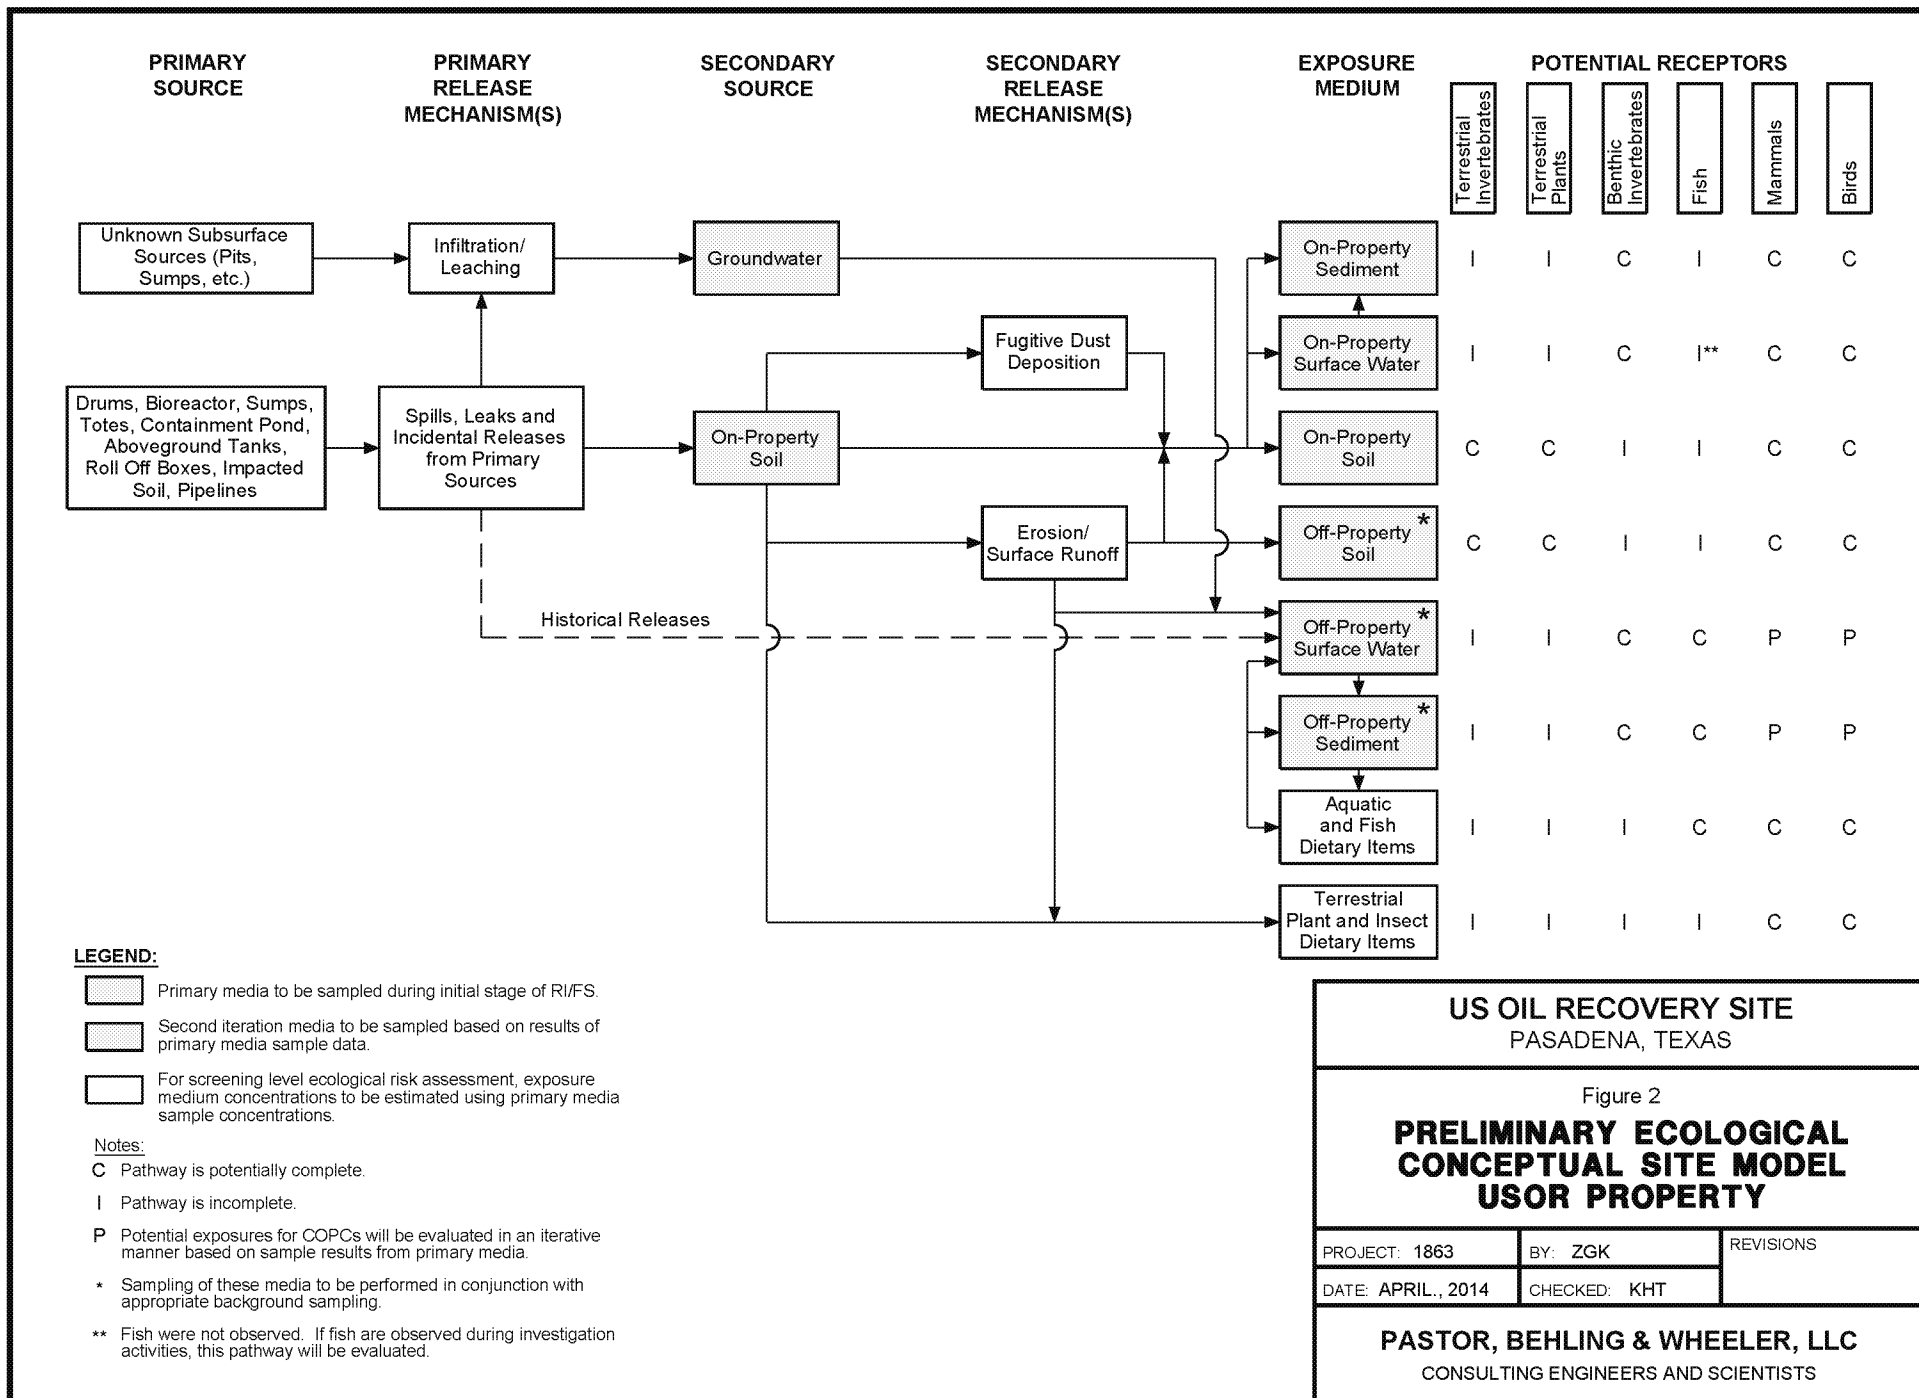 PRIMARY
SOURCE
PRIMARY
RELEASE
MECHANISM(S)
SECONDARY
SOURCE
SECONDARY
RELEASE
MECHANISM(S)
EXPOSURE
MEDIUM
POTENTIAL RECEPTORS
Terrestrial
Invertebrates
Terrestrial
Plants
Benthic
Invertebrates
Fish
Mammals
Birds
Unknown Subsurface
Sources (Pits,
Sumps, etc.)
Infiltration/
Leaching
Groundwater
On-Property
Sediment
I I C I C C
Fugitive Dust
Deposition
On-Property
Surface Water
I I C I** C C
Drums, Bioreactor, Sumps,
Totes, Containment Pond,
Aboveground Tanks,
Roll Off Boxes, Impacted
Soil, Pipelines
Spills, Leaks and
Incidental Releases
from Primary
Sources
On-Property
Soil
On-Property
Soil
C C I I C C
Erosion/
Surface Runoff
Off-Property *
Soil
C C I I C C
Historical Releases
Off-Property *
Surface Water
I I C C P P
Off-Property *
Sediment
I I C C P P
Aquatic
and Fish
Dietary Items
I I I C C C
Terrestrial
Plant and Insect
Dietary Items
I I I I C C
LEGEND:
Primary media to be sampled during initial stage of RI/FS.
Second iteration media to be sampled based on results of
primary media sample data.
For screening level ecological risk assessment, exposure
medium concentrations to be estimated using primary media
sample concentrations.
Notes:
C Pathway is potentially complete.
I Pathway is incomplete.
P Potential exposures for COPCs will be evaluated in an iterative
manner based on sample results from primary media.
* Sampling of these media to be performed in conjunction with
appropriate background sampling.
** Fish were not observed. If fish are observed during investigation
activities, this pathway will be evaluated.
US OIL RECOVERY SITE
PASADENA, TEXAS
Figure 2
PRELIMINARY ECOLOGICAL
CONCEPTUAL SITE MODEL
USOR PROPERTY
PROJECT: 1863
BY: ZGK
REVISIONS
DATE: APRIL., 2014
CHECKED: KHT
PASTOR, BEHLING & WHEELER, LLC
CONSULTING ENGINEERS AND SCIENTISTS